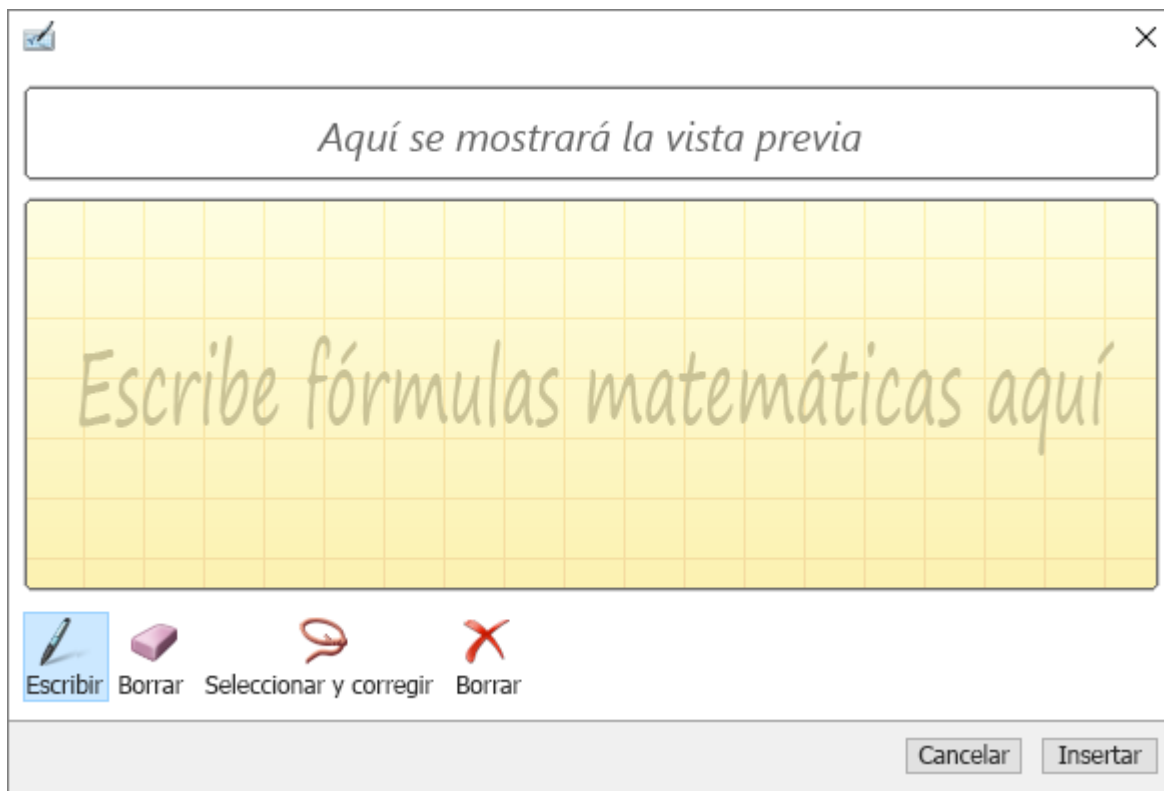 Aquí se mostrará la vista previa
Escribe fórmulas matemáticas aquí
Escribir Borrar Seleccionar y corregir Borrar
Cancelar Insertar